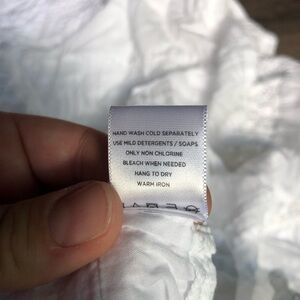 HAND WASH COLD SEPARATELY
USE MILD DETERGENTS / SOAPS
ONLY NON CHLORINE
BLEACH WHEN NEEDED
HANG TO DRY
WARM IRON